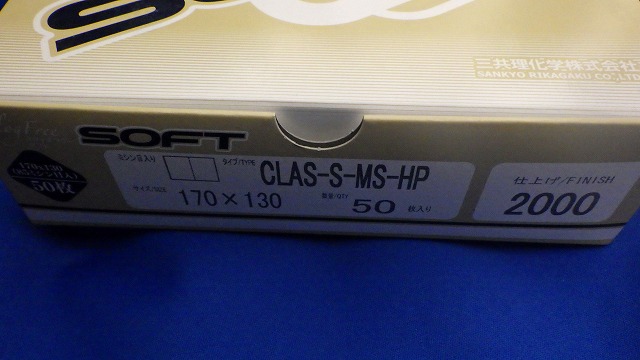 三共理化学株式会社
SANKYO RIKAGAKU CO.,LTD.
Free
SOFT
ミシン目入り
タイプ/TYPE
CLAS-S-MS-HP
サイズ/SIZE
170×130
数量/QTY
50
枚入り
仕上げ/FINISH
2000
170×130
50枚